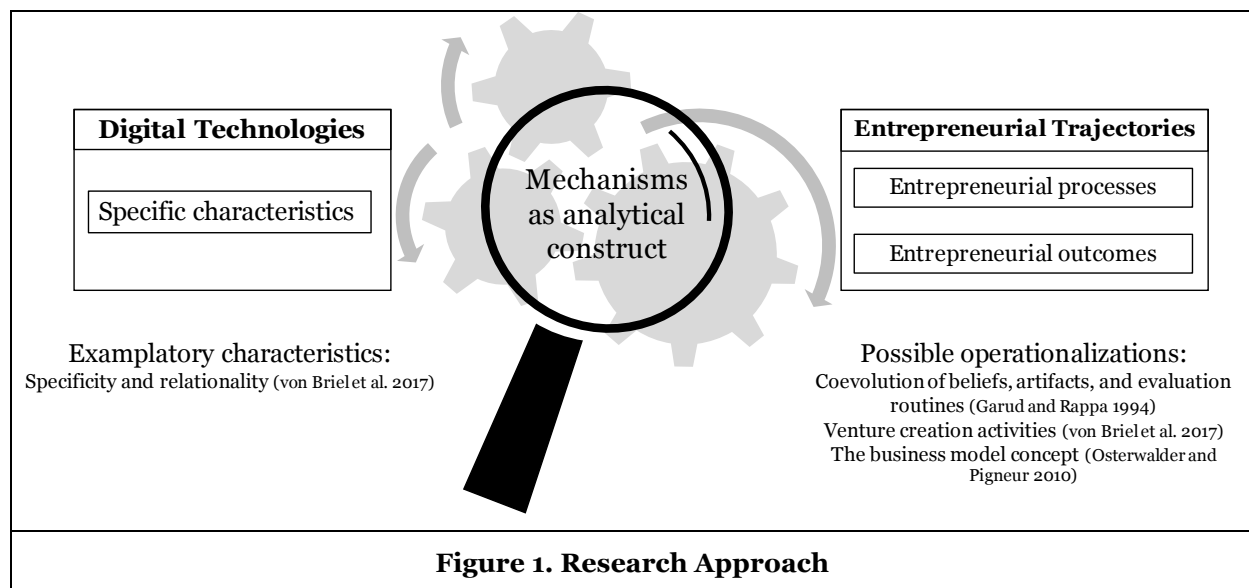 Digital Technologies
Specific characteristics
Examplatory characteristics:
Specificity and relationality (von Briel et al. 2017)
Mechanisms
as analytical
construct
Entrepreneurial Trajectories
Entrepreneurial processes
Entrepreneurial outcomes
Possible operationalizations:
Coevolution of beliefs, artifacts, and evaluation
routines (Garud and Rappa 1994)
Venture creation activities (von Briel et al. 2017)
The business model concept (Osterwalder and
Pigneur 2010)
Figure 1. Research Approach